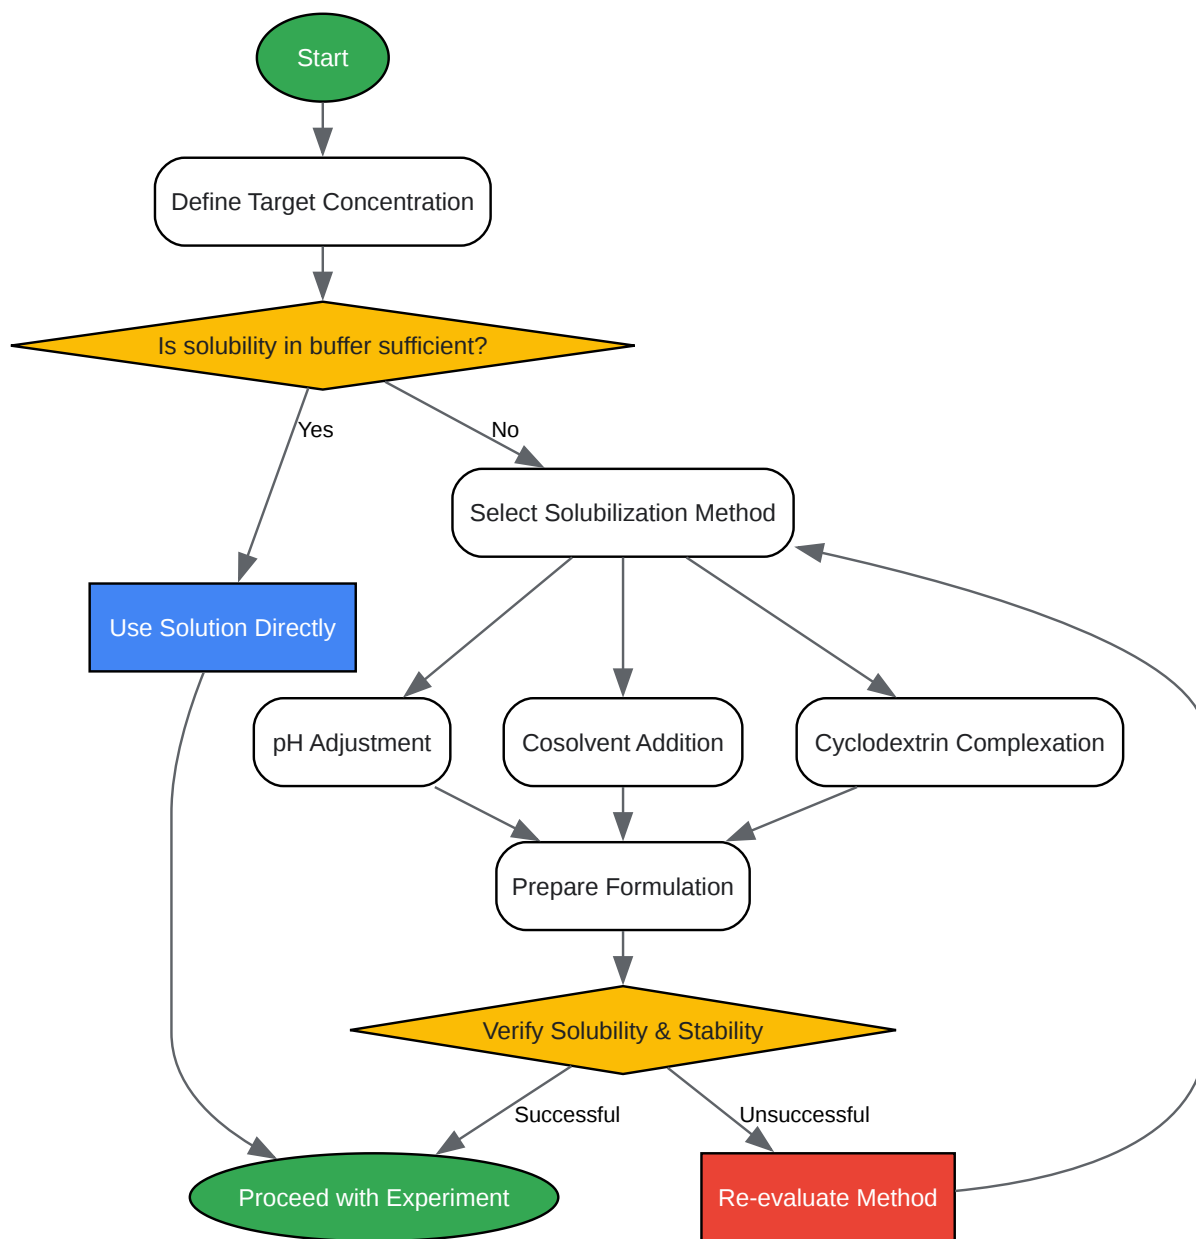 Start
Define Target Concentration
Is solubility in buffer sufficient?
Yes
No
Select Solubilization Method
Use Solution Directly
pH Adjustment
Cosolvent Addition
Cyclodextrin Complexation
Prepare Formulation
Verify Solubility & Stability
Successful
Unsuccessful
Proceed with Experiment
Re-evaluate Method